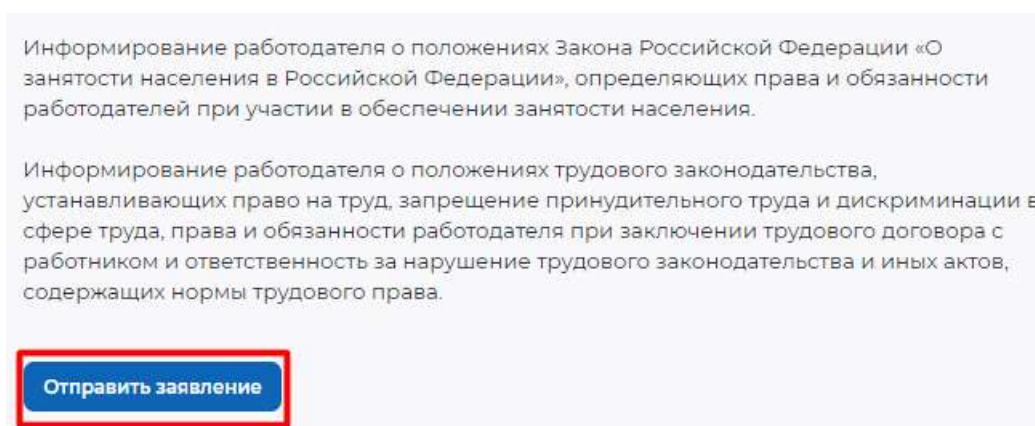 Информирование работодателя о положениях Закона Российской Федерации «О
занятости населения в Российской Федерации», определяющих права и обязанности
работодателей при участии в обеспечении занятости населения.
Информирование работодателя о положениях трудового законодательства,
устанавливающих право на труд, запрещение принудительного труда и дискриминации в
сфере труда, права и обязанности работодателя при заключении трудового договора с
работником и ответственность за нарушение трудового законодательства и иных актов,
содержащих нормы трудового права.
Отправить заявление